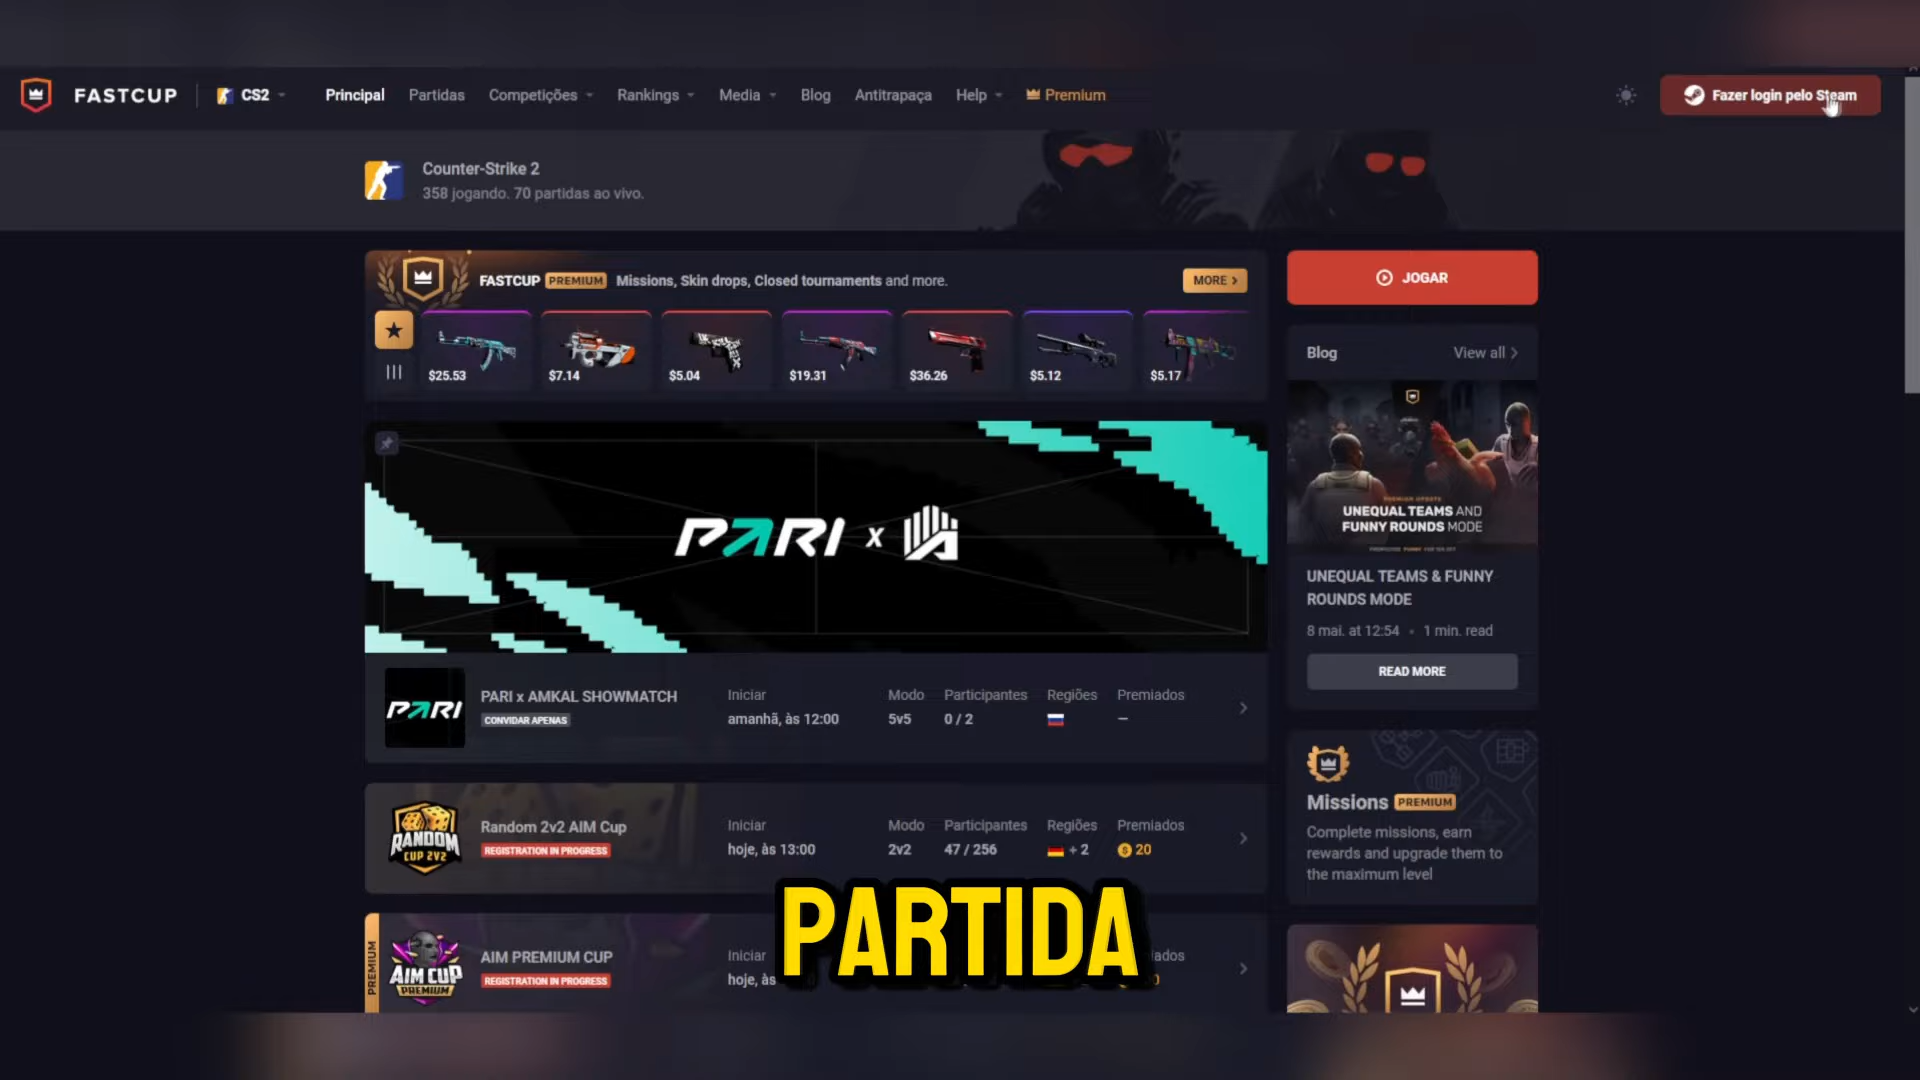 FASTCUP
CS2
Principal
Partidas
Competições
Rankings
Media
Blog
Antitrapaça
Help
Premium
Fazer login pelo Steam
Counter-Strike 2
358 jogando. 70 partidas ao vivo.
FASTCUP PREMIUM Missions, Skin drops, Closed tournaments and more.
MORE
$25.53
$7.14
$5.04
$19.31
$36.26
$5.12
$5.17
JOGAR
Blog
View all
PREMIUM UPDATE
UNEQUAL TEAMS AND
FUNNY ROUNDS MODE
UNEQUAL TEAMS & FUNNY
ROUNDS MODE
8 mai. at 12:54 • 1 min. read
READ MORE
PARI x
PARI
PARI x AMKAL SHOWMATCH
CONVIDAR APENAS
Iniciar
amanhã, às 12:00
Modo
5v5
Participantes
0 / 2
Regiões
Premiados
—
RANDOM
CUP 2V2
Random 2v2 AIM Cup
REGISTRATION IN PROGRESS
Iniciar
hoje, às 13:00
Modo
2v2
Participantes
47 / 256
Regiões
+ 2
Premiados
20
PREMIUM
AIM CUP
PREMIUM
AIM PREMIUM CUP
REGISTRATION IN PROGRESS
Iniciar
hoje, às
Missions PREMIUM
Complete missions, earn
rewards and upgrade them to
the maximum level
PARTIDA